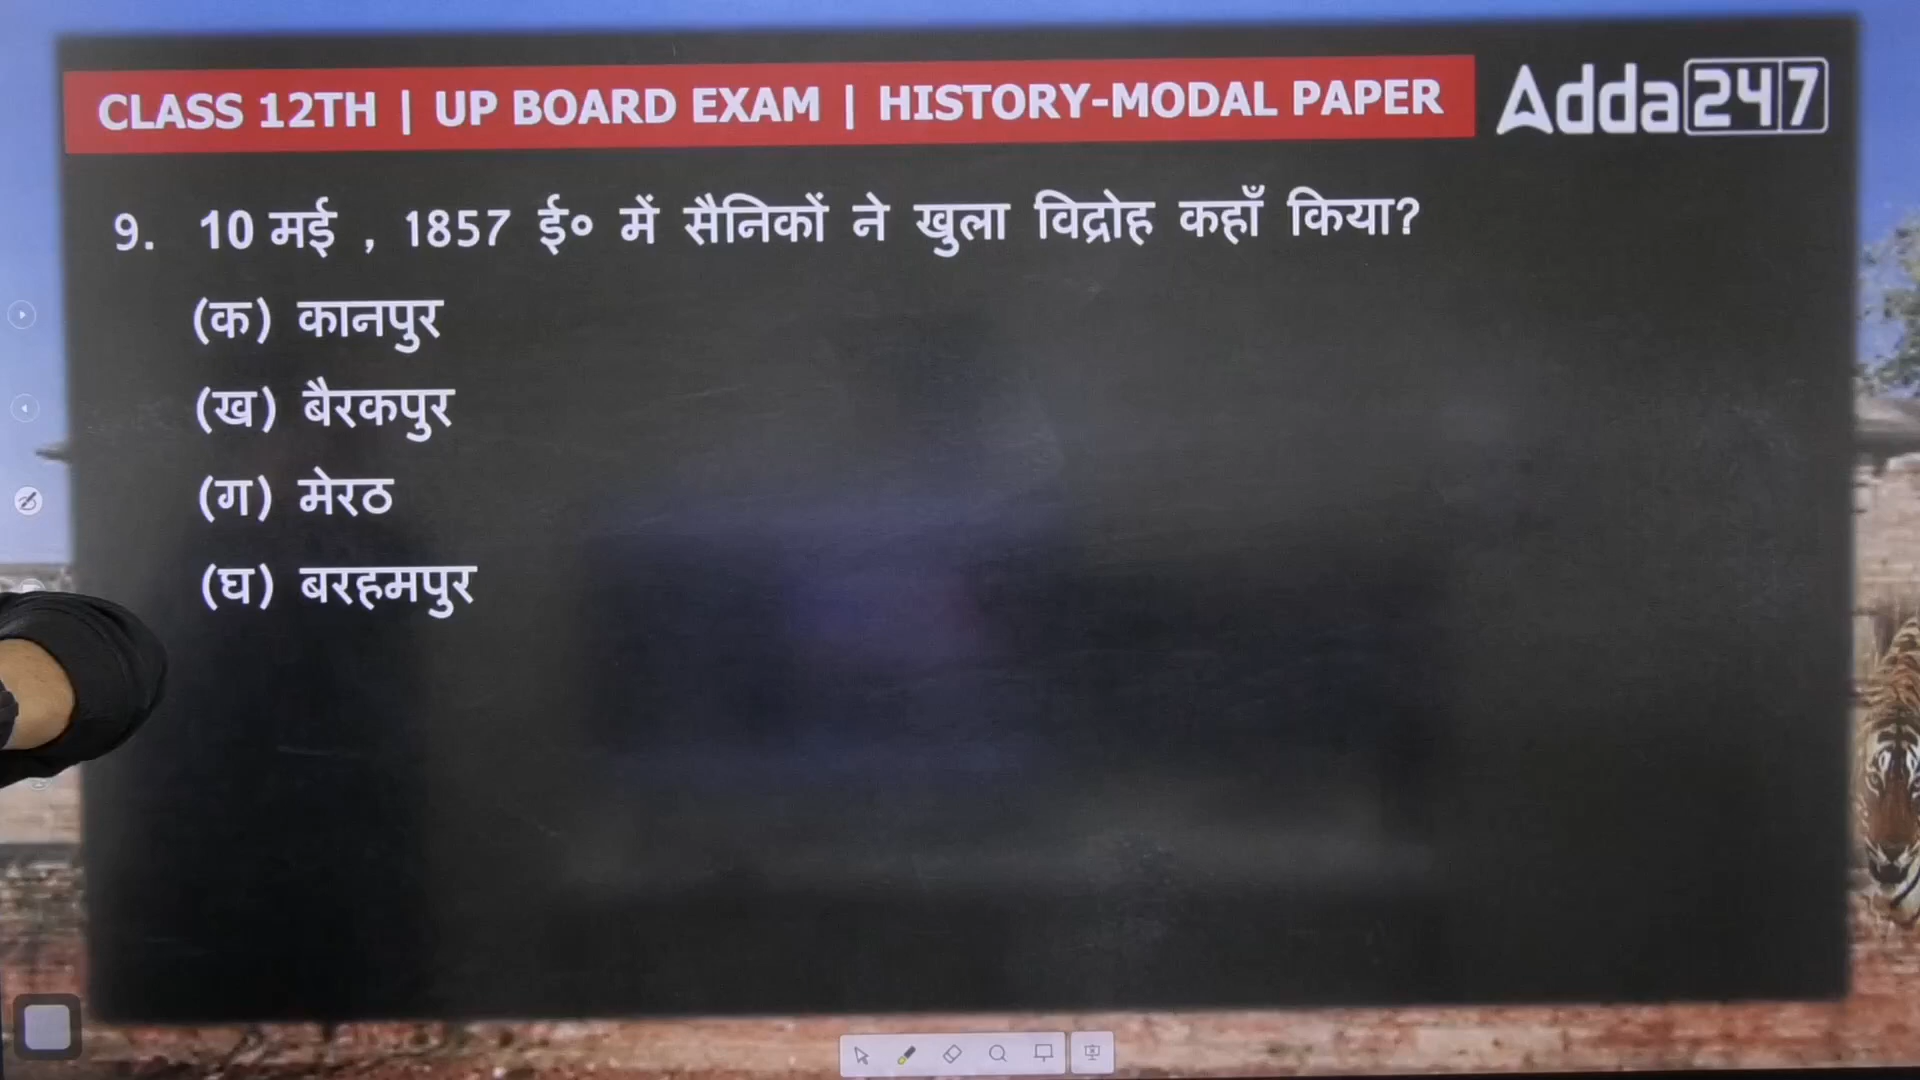 CLASS 12TH | UP BOARD EXAM | HISTORY-MODAL PAPER
Adda247
9. 10 मई , 1857 ई० में सैनिकों ने खुला विद्रोह कहाँ किया?
(क) कानपुर
(ख) बैरकपुर
(ग) मेरठ
(घ) बरहमपुर